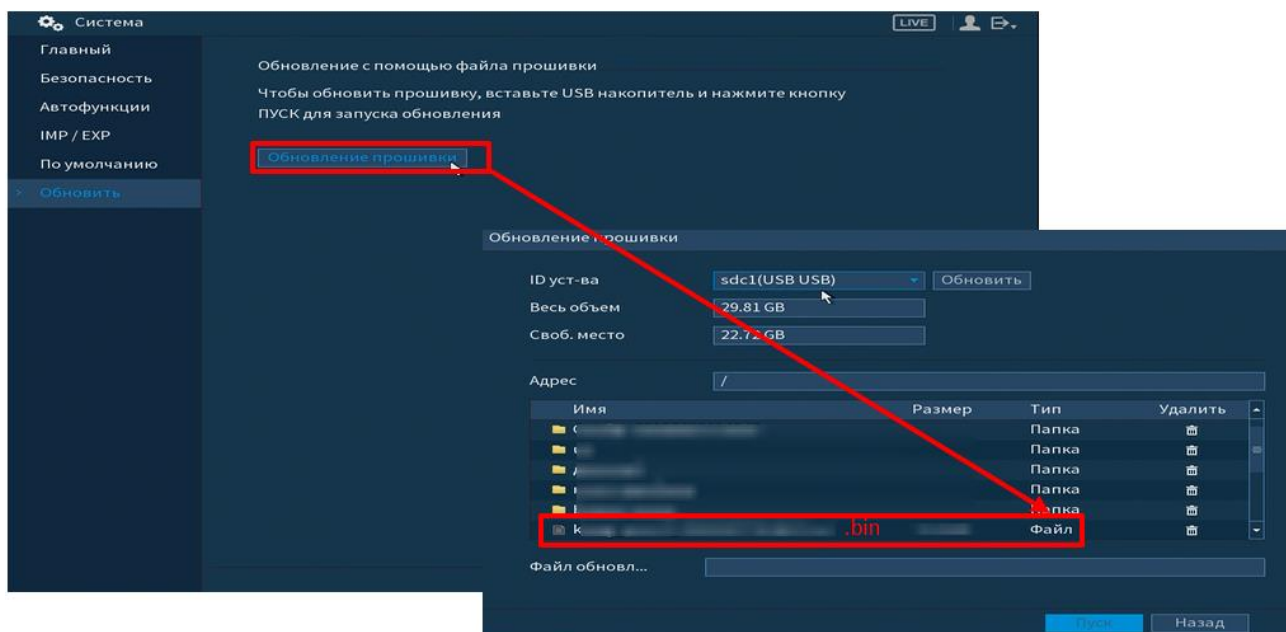 Система
LIVE
Главный
Безопасность
Автофункции
IMP / EXP
По умолчанию
Обновить
Обновление с помощью файла прошивки
Чтобы обновить прошивку, вставьте USB накопитель и нажмите кнопку
ПУСК для запуска обновления
Обновление прошивки
Обновление прошивки
ID уст-ва sdc1(USB USB) Обновить
Весь объем 29.81 GB
Своб. место 22.72 GB
Адрес /
Имя Размер Тип Удалить
Папка
Папка
Папка
Папка
Папка
k .bin Файл
Файл обновл...
Пуск Назад